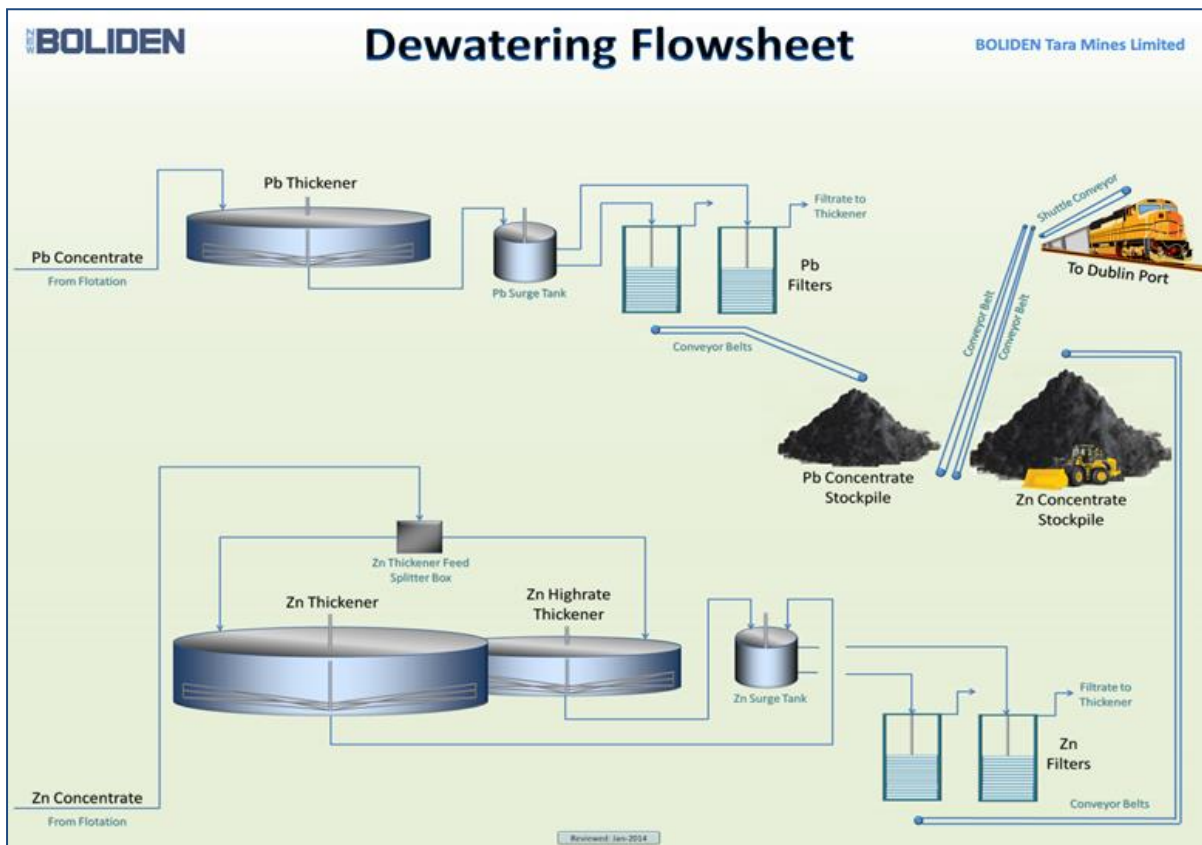 BOLIDEN
Dewatering Flowsheet
BOLIDEN Tara Mines Limited
Pb Thickener
Pb Concentrate
From Flotation
Pb Surge Tank
Filtrate to
Thickener
Pb
Filters
Conveyor Belts
Shuttle Conveyor
To Dublin Port
Conveyor Belt
Conveyor Belt
Pb Concentrate
Stockpile
Zn Concentrate
Stockpile
Zn Thickener Feed
Splitter Box
Zn Thickener
Zn Highrate
Thickener
Zn Surge Tank
Filtrate to
Thickener
Zn
Filters
Zn Concentrate
From Flotation
Conveyor Belts
Reviewed: Jan-2014